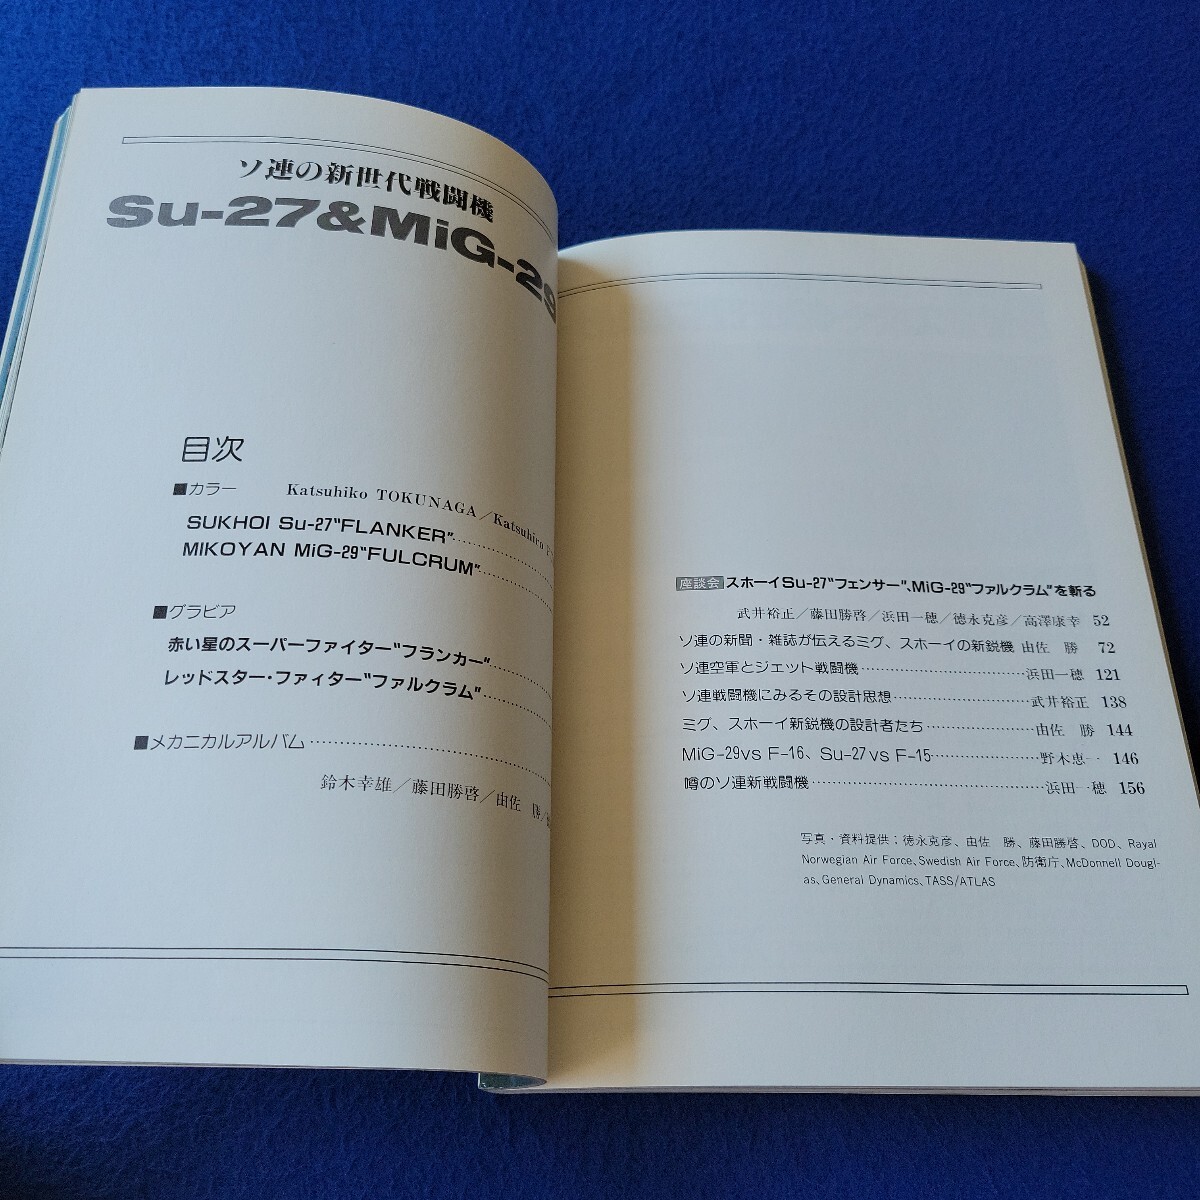 ソ連の新世代戦闘機
Su-27&MiG-29
目次
■カラー Katsuhiko TOKUNAGA／Katsuhiro
SUKHOI Su-27"FLANKER"
MIKOYAN MiG-29"FULCRUM"
■グラビア
赤い星のスーパーファイター"フランカー"
レッドスター・ファィター"ファルクラム"
■メカニカルアルバム
鈴木幸雄／藤田勝啓／由佐
座談会 スホーイSu-27"フェンサー"、MiG-29"ファルクラム"を斬る
武井裕正／藤田勝啓／浜田一穂／徳永克彦／高澤康幸 52
ソ連の新聞・雑誌が伝えるミグ、スホーイの新鋭機 由佐 勝 72
ソ連空軍とジェット戦闘機 浜田一穂 121
ソ連戦闘機にみるその設計思想 武井裕正 138
ミグ、スホーイ新鋭機の設計者たち 由佐 勝 144
MiG-29vs F-16、Su-27 vs F-15 野木恵一 146
噂のソ連新戦闘機 浜田一穂 156
写真・資料提供；徳永克彦、由佐 勝、藤田勝啓、DOD、Rayal
Norwegian Air Force、Swedish Air Force、防衛庁、McDonnell Dougl-
as、General Dynamics、TASS/ATLAS